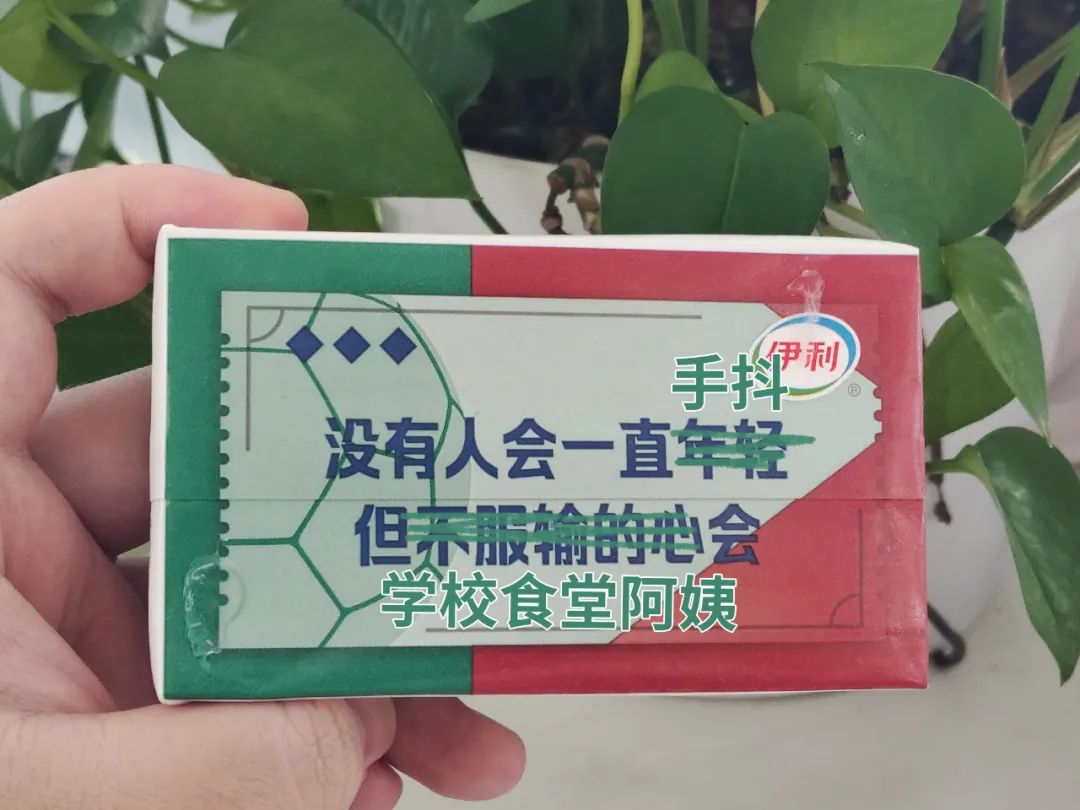 伊利
®
手抖
没有人会一直年轻
但不服输的心会
学校食堂阿姨